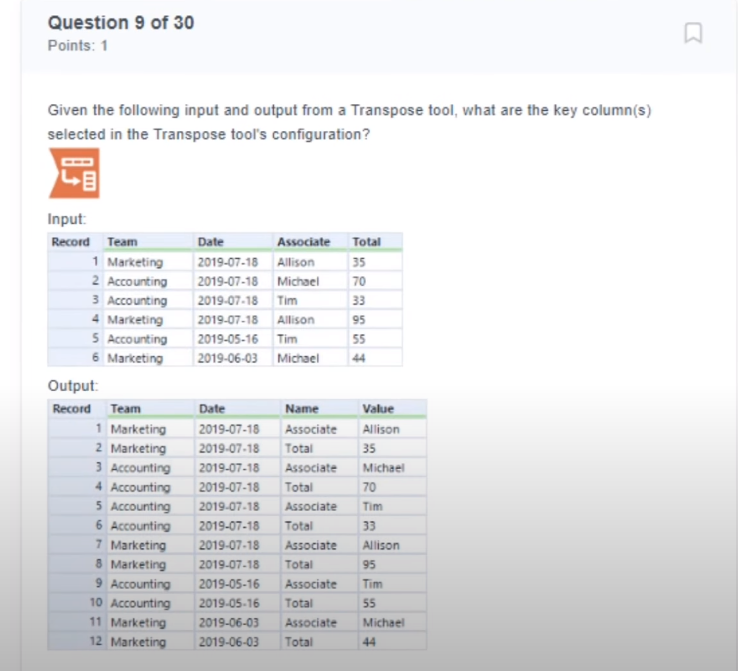 Question 9 of 30
Points: 1
Given the following input and output from a Transpose tool, what are the key column(s)
selected in the Transpose tool's configuration?
Input:
Record Team Date Associate Total
1 Marketing 2019-07-18 Allison 35
2 Accounting 2019-07-18 Michael 70
3 Accounting 2019-07-18 Tim 33
4 Marketing 2019-07-18 Allison 95
5 Accounting 2019-05-16 Tim 55
6 Marketing 2019-06-03 Michael 44
Output:
Record Team Date Name Value
1 Marketing 2019-07-18 Associate Allison
2 Marketing 2019-07-18 Total 35
3 Accounting 2019-07-18 Associate Michael
4 Accounting 2019-07-18 Total 70
5 Accounting 2019-07-18 Associate Tim
6 Accounting 2019-07-18 Total 33
7 Marketing 2019-07-18 Associate Allison
8 Marketing 2019-07-18 Total 95
9 Accounting 2019-05-16 Associate Tim
10 Accounting 2019-05-16 Total 55
11 Marketing 2019-06-03 Associate Michael
12 Marketing 2019-06-03 Total 44